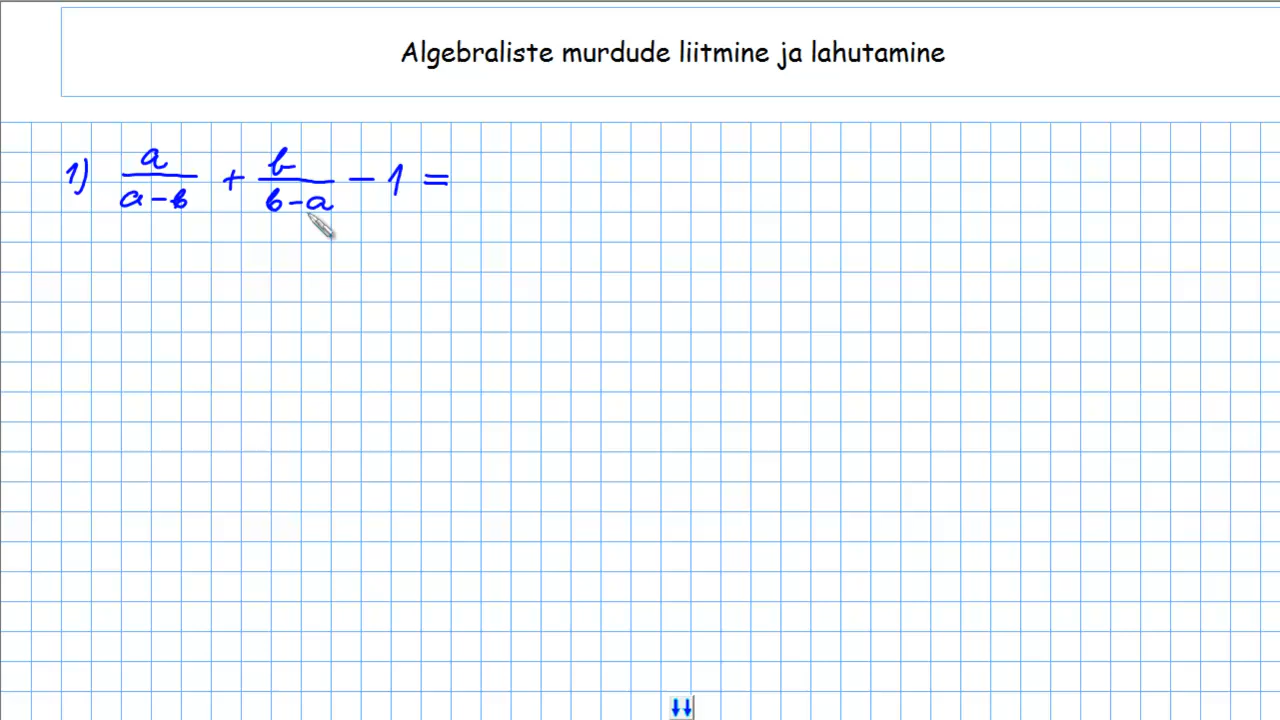 Algebraliste murdude liitmine ja lahutamine
1) a/(a-b) + b/(b-a) - 1 =